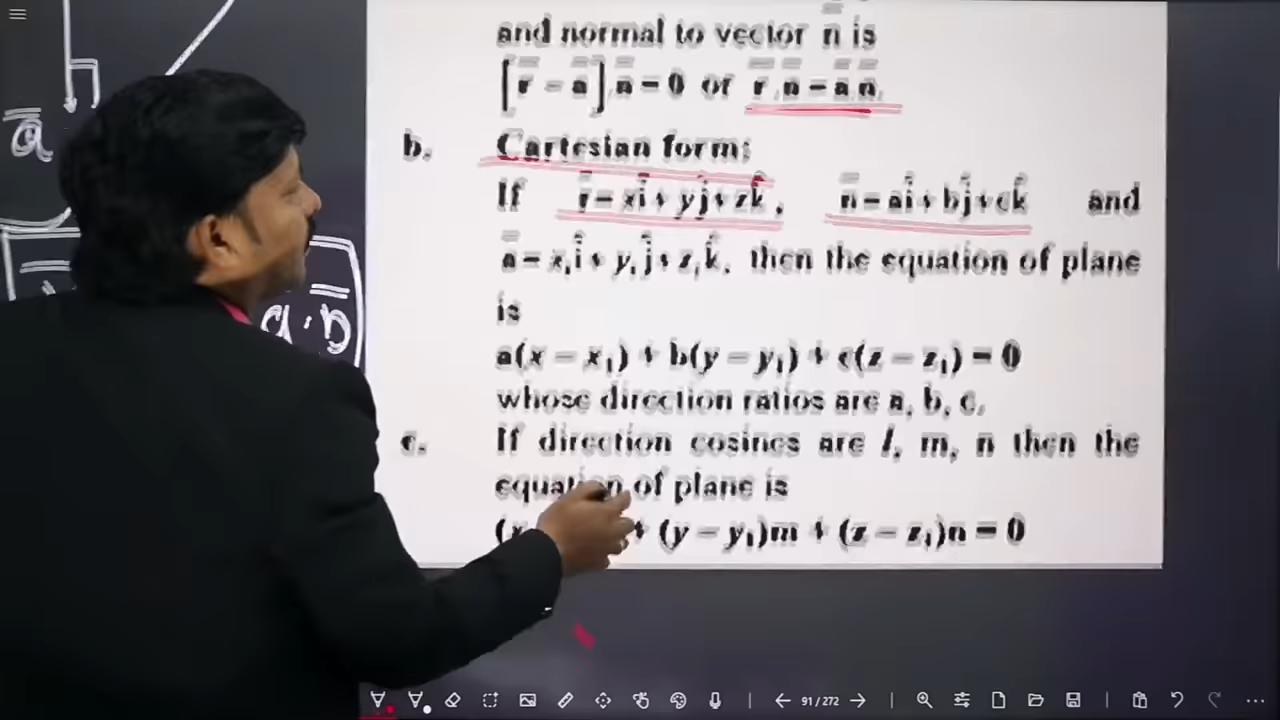 and normal to vector n̄ is
[r̄ − ā].n̄ = 0 or r̄.n̄ = ā.n̄.
b. Cartesian form:
If r̄ = xî + yĵ + zk̂, n̄ = aî + bĵ + ck̂ and
ā = x₁î + y₁ĵ + z₁k̂, then the equation of plane
is
a(x − x₁) + b(y − y₁) + c(z − z₁) = 0
whose direction ratios are a, b, c.
c. If direction cosines are l, m, n then the
equation of plane is
(x + (y − y₁)m + (z − z₁)n = 0
ā
91 / 272